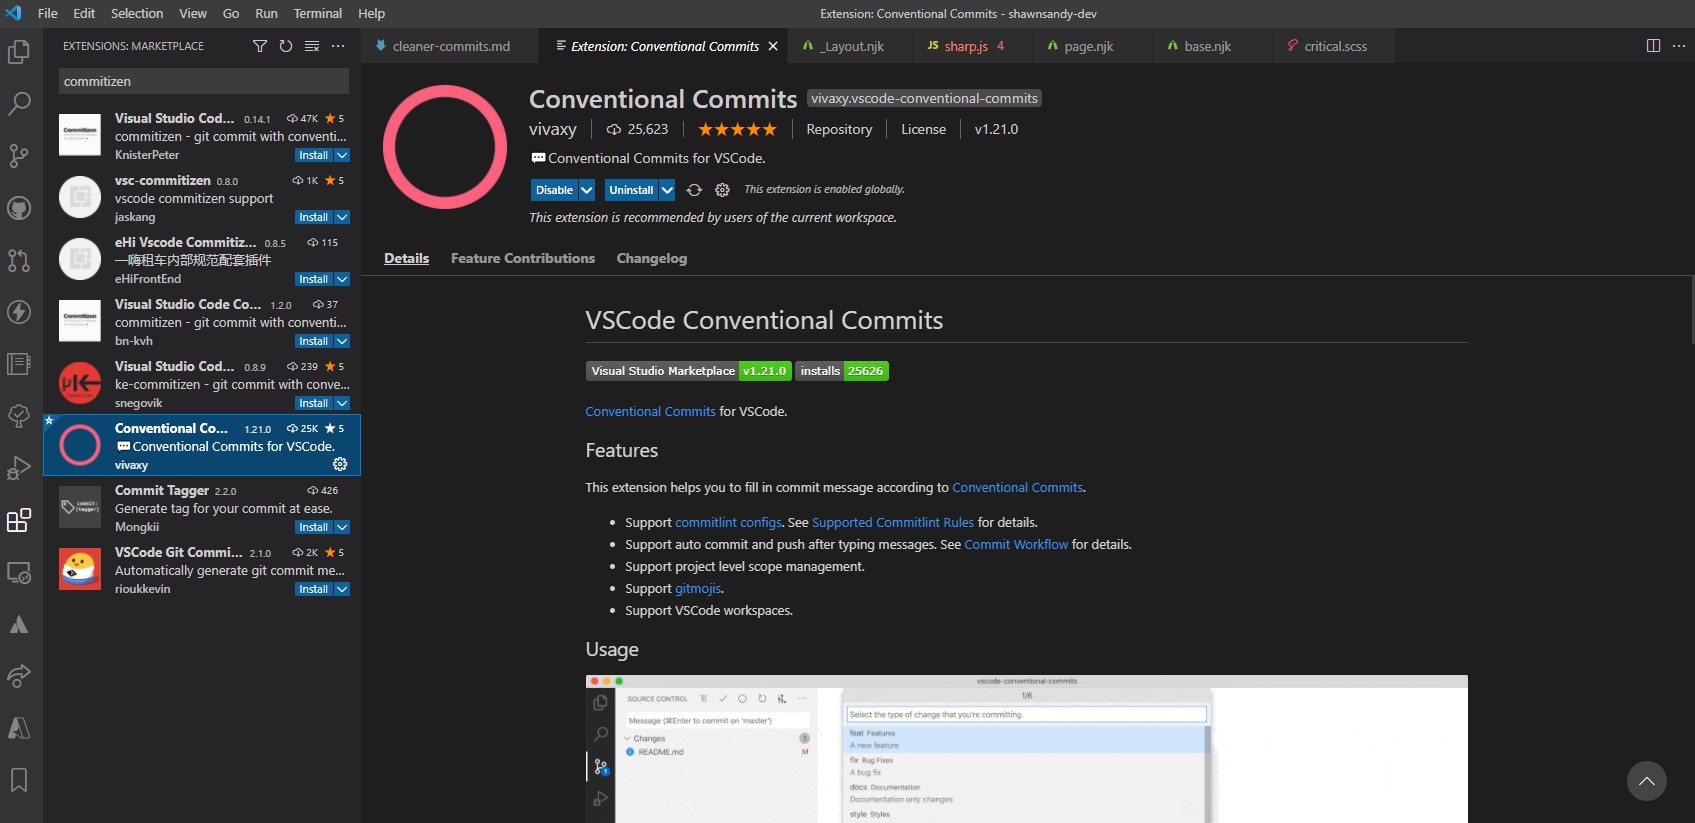 File Edit Selection View Go Run Terminal Help
Extension: Conventional Commits - shawnsandy-dev
EXTENSIONS: MARKETPLACE
commitizen
Visual Studio Cod... 0.14.1 47K ★ 5
commitizen - git commit with conventi...
KnisterPeter Install
vsc-commitizen 0.8.0 1K ★ 5
vscode commitizen support
jaskang Install
eHi Vscode Commitiz... 0.8.5 115
一嗨租车内部规范配套插件
eHiFrontEnd Install
Visual Studio Code Co... 1.2.0 37
commitizen - git commit with conventi...
bn-kvh Install
Visual Studio Cod... 0.8.9 239 ★ 5
ke-commitizen - git commit with conve...
snegovik Install
Conventional Co... 1.21.0 25K ★ 5
💬Conventional Commits for VSCode.
vivaxy
Commit Tagger 2.2.0 426
Generate tag for your commit at ease.
Mongkii Install
VSCode Git Commi... 2.1.0 2K ★ 5
Automatically generate git commit me...
rioukkevin Install
cleaner-commits.md Extension: Conventional Commits _Layout.njk JS sharp.js 4 page.njk base.njk critical.scss
Conventional Commits vivaxy.vscode-conventional-commits
vivaxy 25,623 ★★★★★ Repository License v1.21.0
💬Conventional Commits for VSCode.
Disable Uninstall This extension is enabled globally.
This extension is recommended by users of the current workspace.
Details Feature Contributions Changelog
VSCode Conventional Commits
Visual Studio Marketplace v1.21.0 installs 25626
Conventional Commits for VSCode.
Features
This extension helps you to fill in commit message according to Conventional Commits.
• Support commitlint configs. See Supported Commitlint Rules for details.
• Support auto commit and push after typing messages. See Commit Workflow for details.
• Support project level scope management.
• Support gitmojis.
• Support VSCode workspaces.
Usage
vscode-conventional-commits
SOURCE CONTROL
Message (⌘Enter to commit on 'master')
Changes 1
README.md M
1/6
Select the type of change that you're committing.
feat Features
A new feature
fix Bug Fixes
A bug fix
docs Documentation
Documentation only changes
style Styles